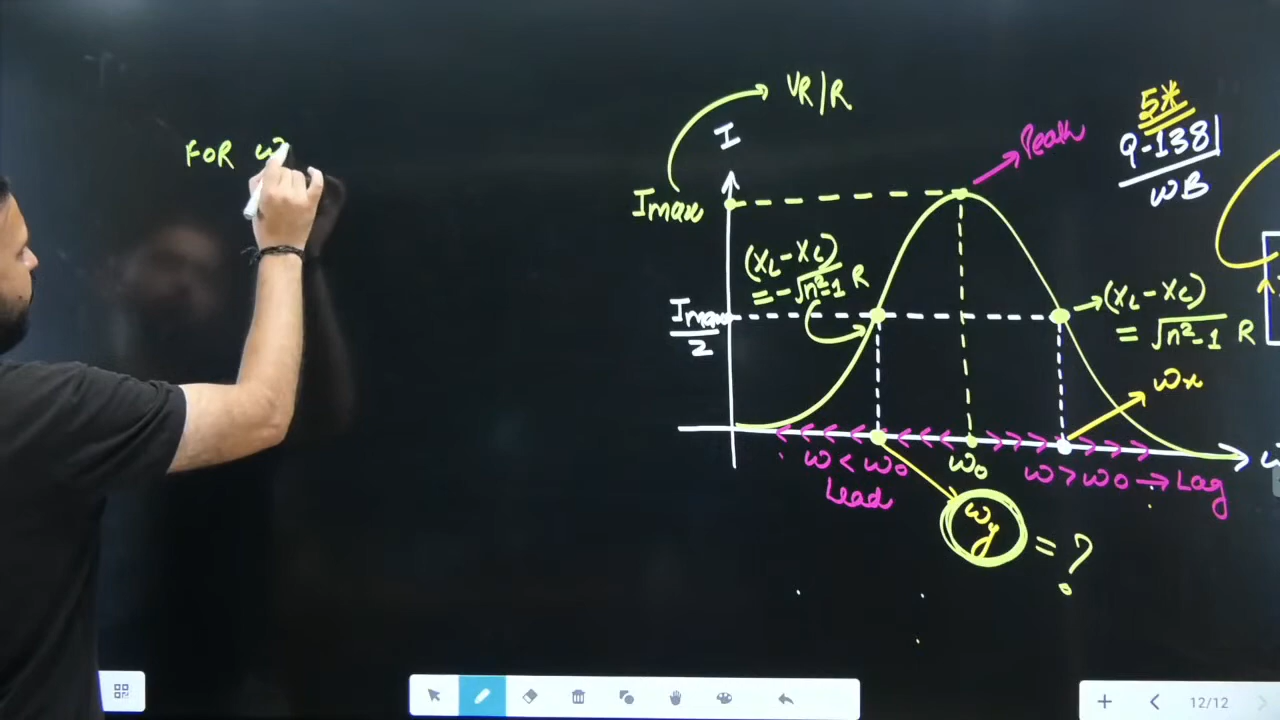 FOR ω
VR/R
I
Imax
Peak
5*
Q-138
WB
(XL-XC)
=-√n²-1 R
Imax
2
→(XL-XC)
=√n²-1 R
ωx
ω<ω₀
Lead
ω₀
ω>ω₀→Lag
ω
ωy =?
12/12